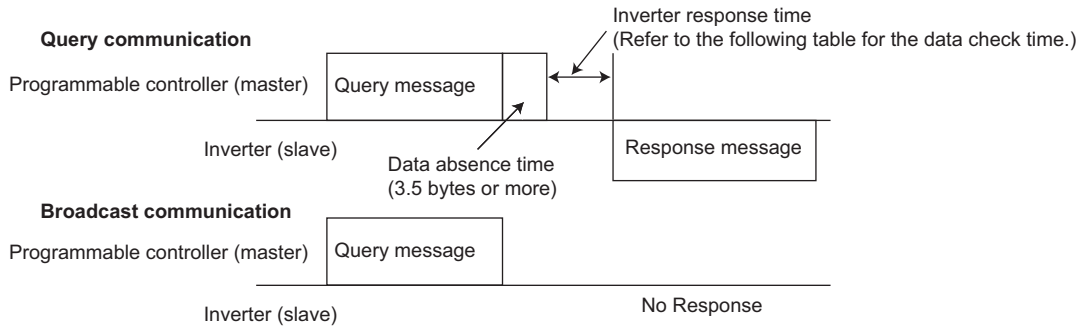 Inverter response time
(Refer to the following table for the data check time.)
Query communication
Programmable controller (master)
Query message
Inverter (slave)
Data absence time
(3.5 bytes or more)
Response message
Broadcast communication
Programmable controller (master)
Query message
Inverter (slave)
No Response